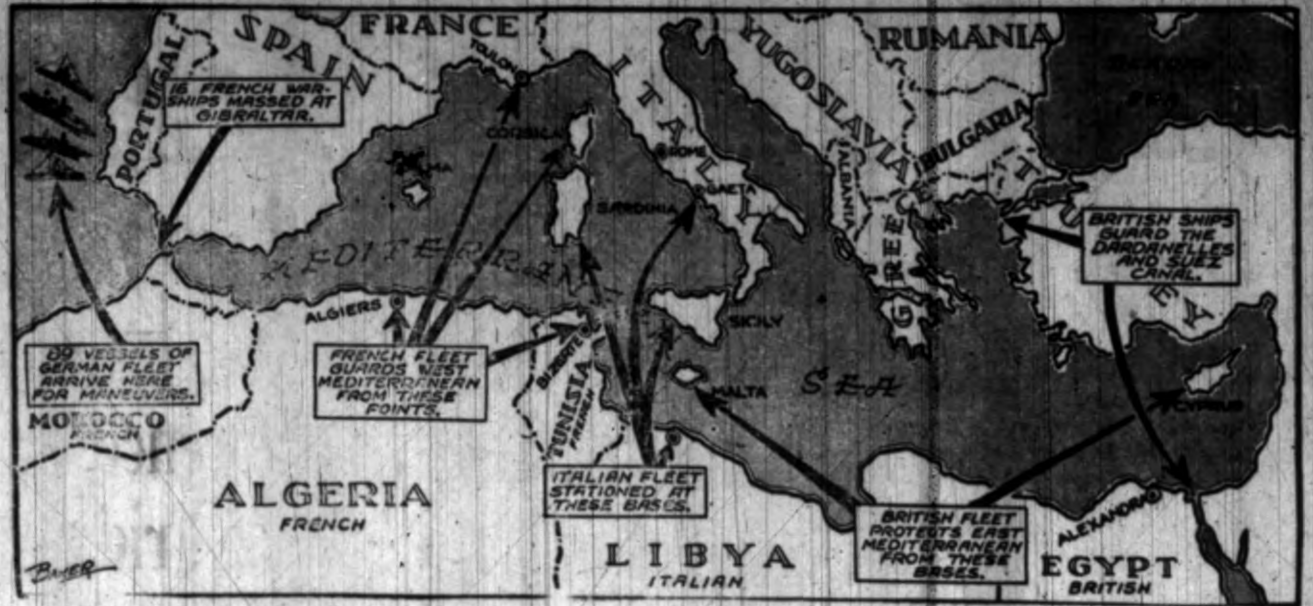 FRANCE
SPAIN
PORTUGAL
TOULON
ITALY
YUGOSLAVIA
RUMANIA
BULGARIA
SEA
16 FRENCH WAR-
SHIPS MASSED AT
GIBRALTAR.
CORSICA
ROME
GAETA
ALBANIA
SARDINIA
GREECE
TURKEY
BRITISH SHIPS
GUARD THE
DARDANELLES
AND SUEZ
CANAL.
MEDITERRANEAN
SEA
ALGIERS
SICILY
MALTA
CYPRUS
BIZERTE
TUNISIA
FRENCH
89 VESSELS OF
GERMAN FLEET
ARRIVE HERE
FOR MANEUVERS.
FRENCH FLEET
GUARDS WEST
MEDITERRANEAN
FROM THESE
POINTS.
MOROCCO
FRENCH
ALGERIA
FRENCH
ITALIAN FLEET
STATIONED AT
THESE BASES.
LIBYA
ITALIAN
BRITISH FLEET
PROTECTS EAST
MEDITERRANEAN
FROM THESE
BASES.
ALEXANDRIA
EGYPT
BRITISH